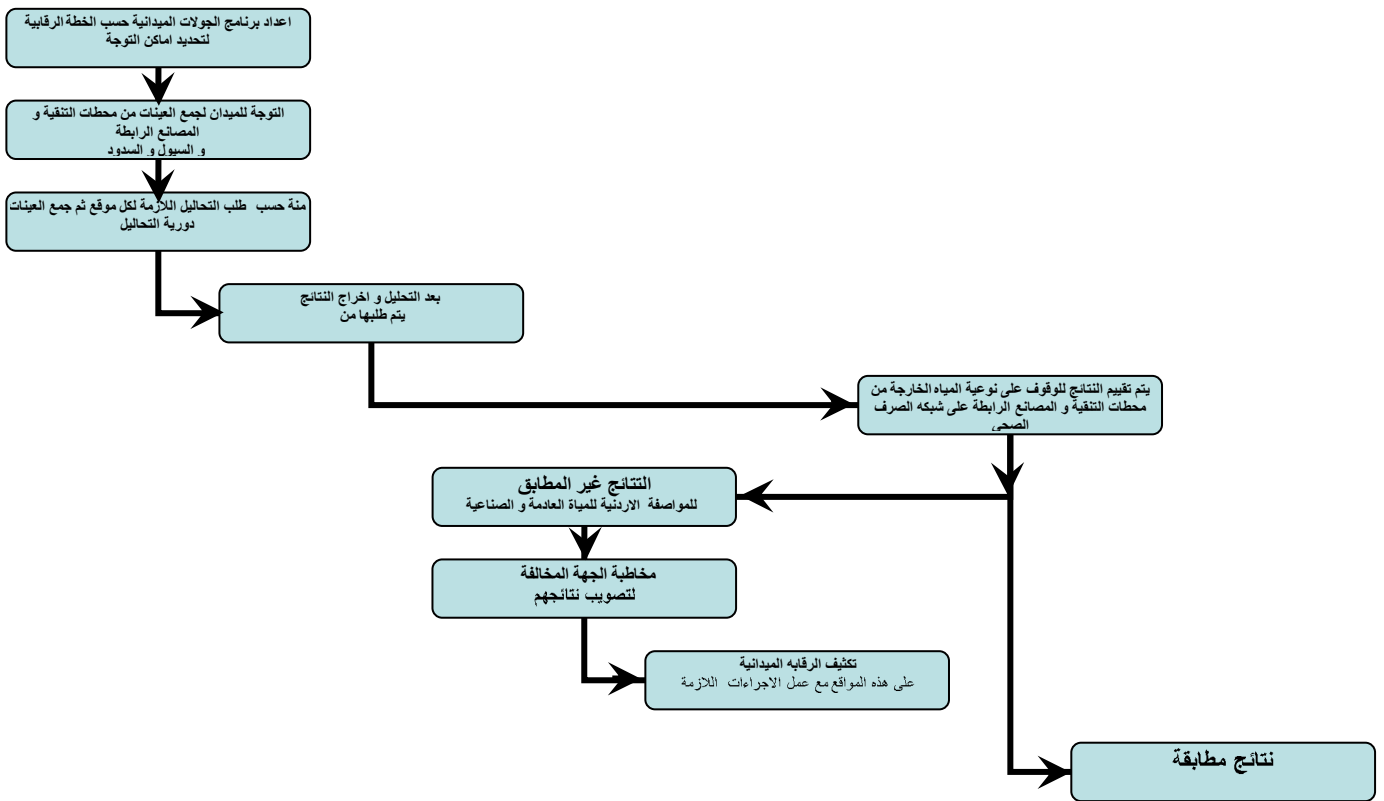 اعداد برنامج الجولات الميدانية حسب الخطة الرقابية
لتحديد اماكن التوجة
التوجة للميدان لجمع العينات من محطات التنقية و
المصانع الرابطة
و السيول و السدود
منة حسب طلب التحاليل اللازمة لكل موقع ثم جمع العينات
دورية التحاليل
بعد التحليل و اخراج النتائج
يتم طلبها من
يتم تقييم النتائج للوقوف على نوعية المياه الخارجة من
محطات التنقية و المصانع الرابطة على شبكه الصرف
الصحي
النتائج غير المطابق
للمواصفة الاردنية للمياة العادمة و الصناعية
مخاطبة الجهة المخالفة
لتصويب نتائجهم
تكثيف الرقابه الميدانية
على هذه المواقع مع عمل الاجراءات اللازمة
نتائج مطابقة